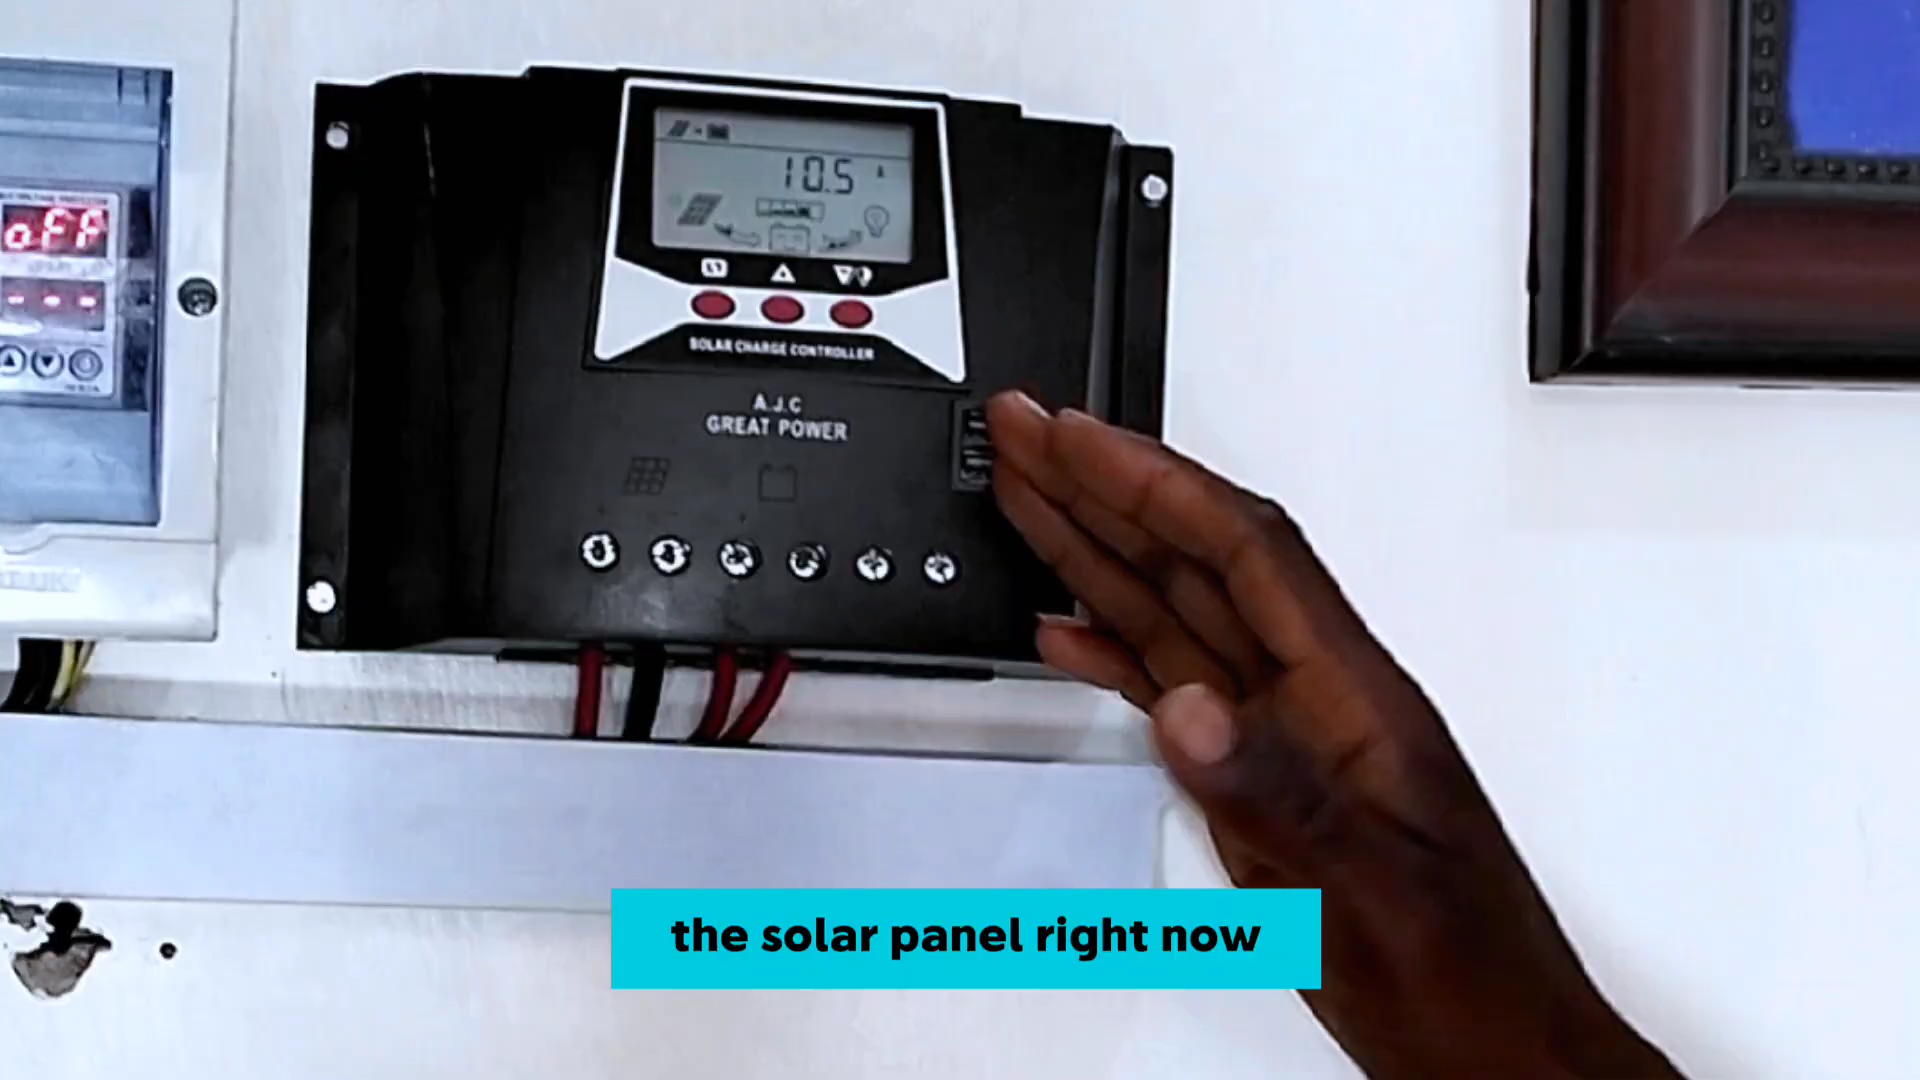 10.5 A
oFF
---
SOLAR CHARGE CONTROLLER
A.J.C
GREAT POWER
the solar panel right now